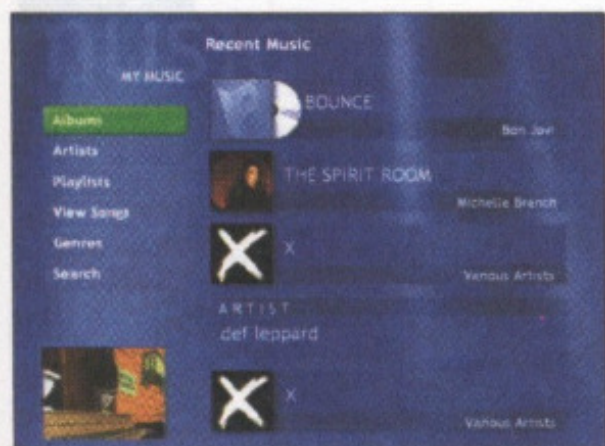 Recent Music
MY MUSIC
Albums
Artists
Playlists
View Songs
Genres
Search
BOUNCE
Bon Jovi
THE SPIRIT ROOM
Michelle Branch
X
Various Artists
ARTIST
def leppard
X
Various Artists